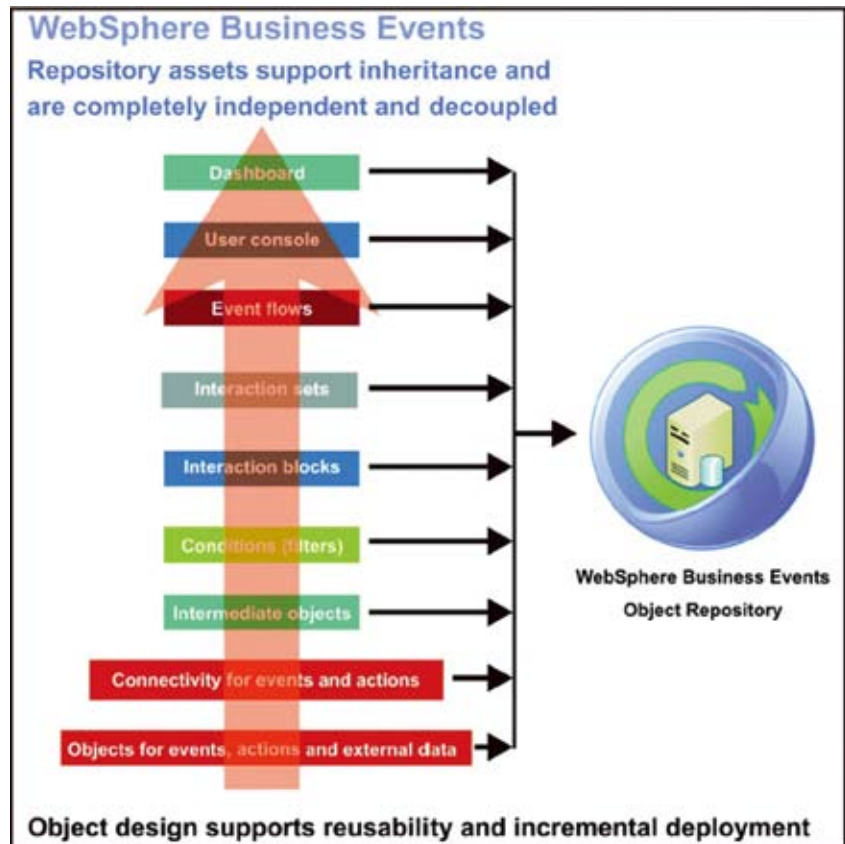 WebSphere Business Events
Repository assets support inheritance and
are completely independent and decoupled
Dashboard
User console
Event flows
Interaction sets
Interaction blocks
Conditions (filters)
Intermediate objects
Connectivity for events and actions
Objects for events, actions and external data
WebSphere Business Events
Object Repository
Object design supports reusability and incremental deployment